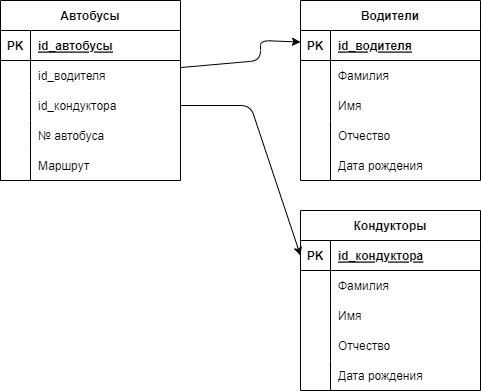 Автобусы
PK id_автобусы
id_водителя
id_кондуктора
№ автобуса
Маршрут
Водители
PK id_водителя
Фамилия
Имя
Отчество
Дата рождения
Кондукторы
PK id_кондуктора
Фамилия
Имя
Отчество
Дата рождения